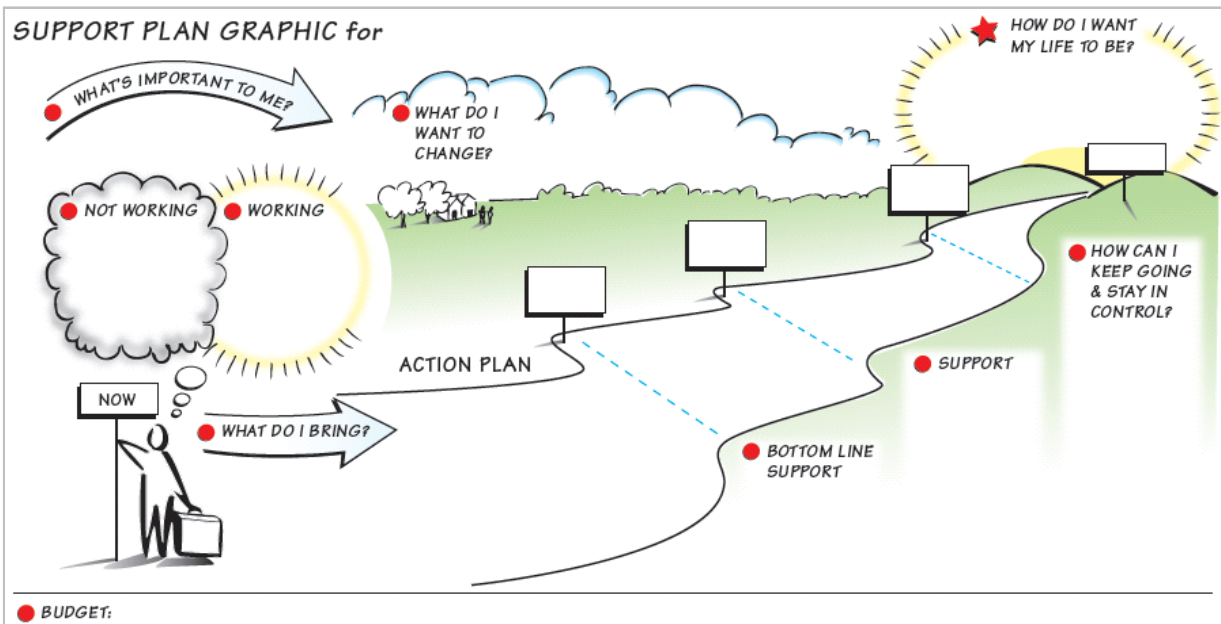 SUPPORT PLAN GRAPHIC for
HOW DO I WANT
MY LIFE TO BE?
WHAT'S IMPORTANT TO ME?
WHAT DO I
WANT TO
CHANGE?
NOT WORKING
WORKING
HOW CAN I
KEEP GOING
& STAY IN
CONTROL?
ACTION PLAN
SUPPORT
NOW
WHAT DO I BRING?
BOTTOM LINE
SUPPORT
BUDGET: